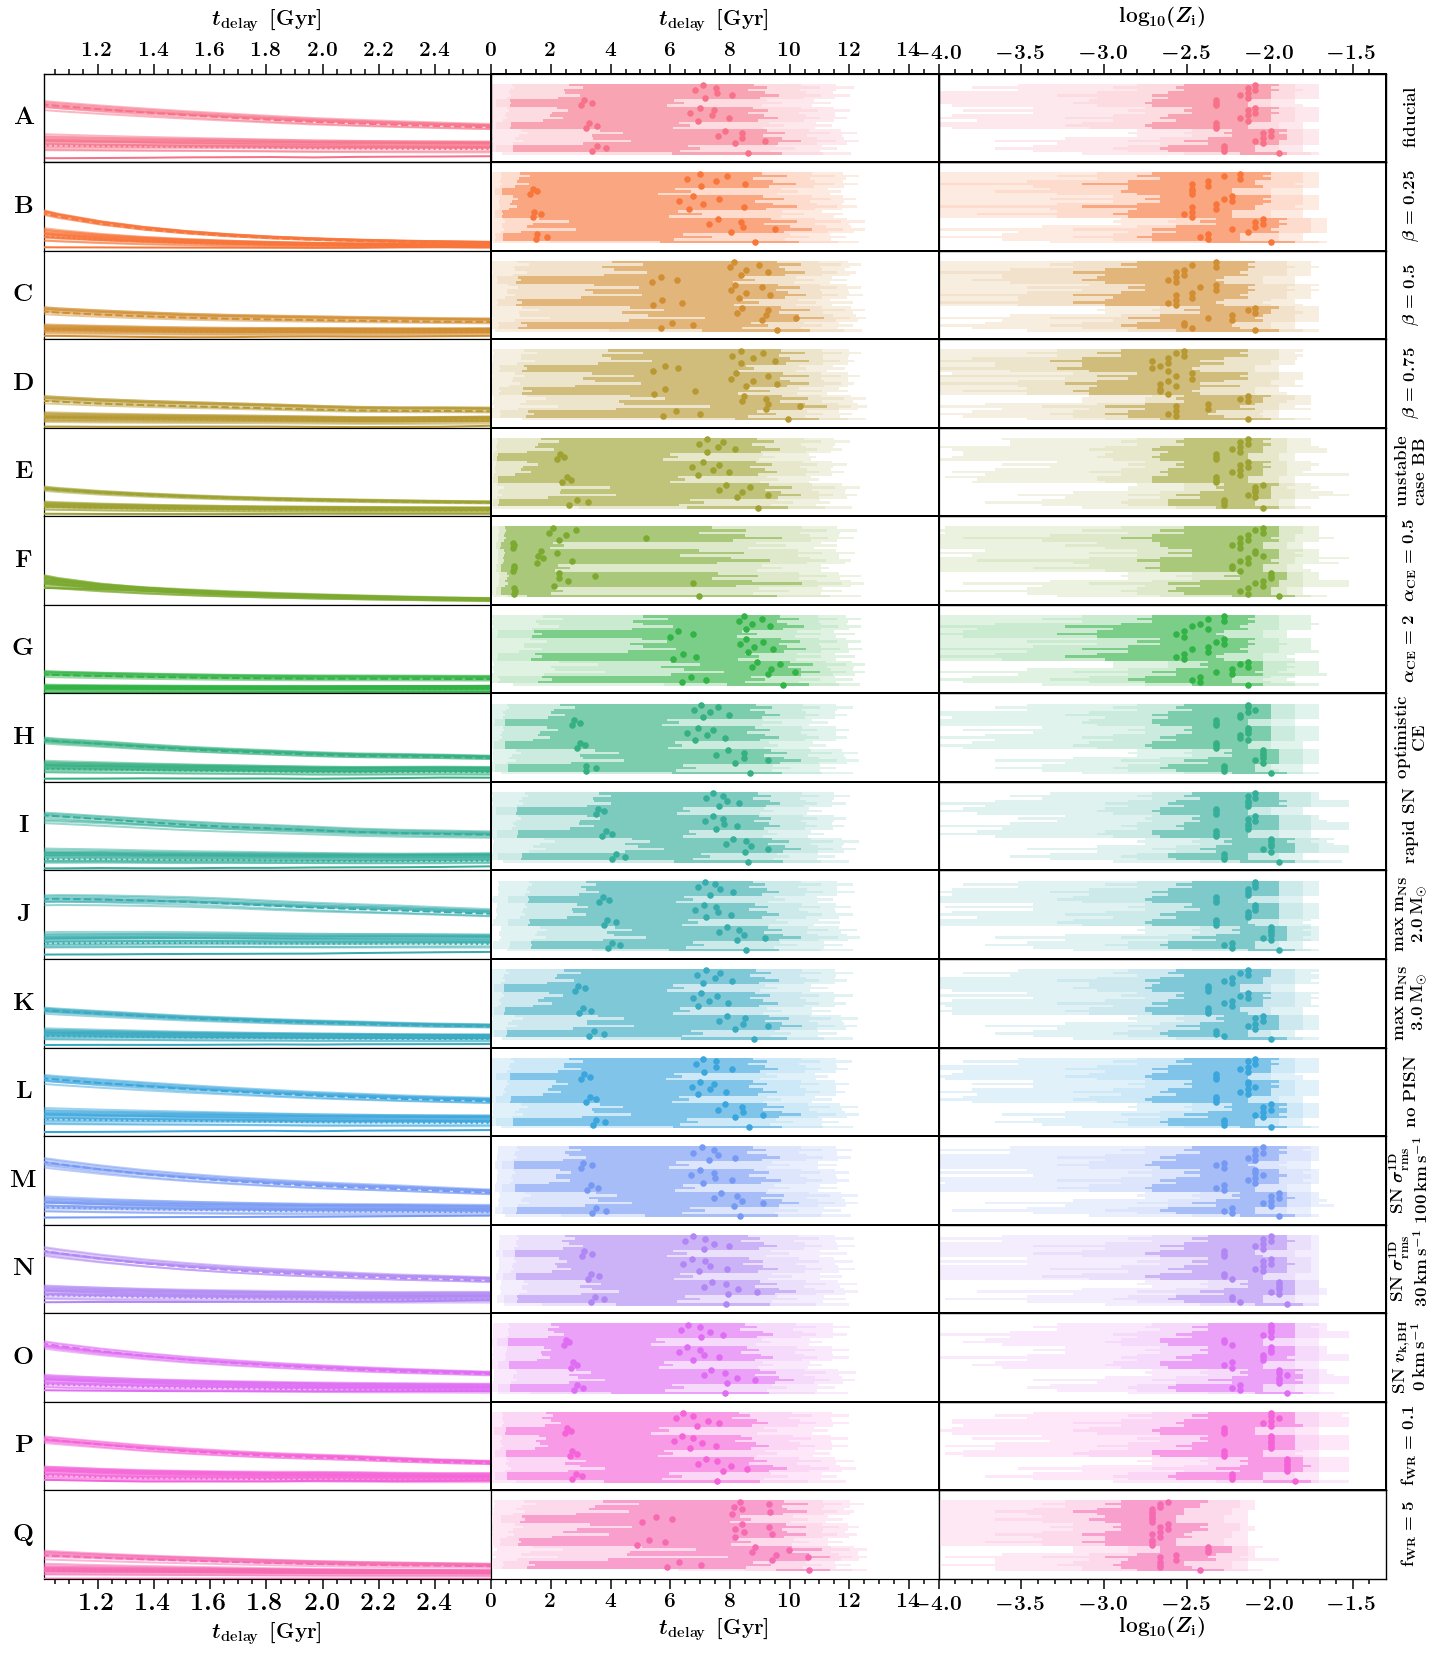 t_delay [Gyr] t_delay [Gyr] log₁₀(Zᵢ)
1.2 1.4 1.6 1.8 2.0 2.2 2.4 0 2 4 6 8 10 12 14 −4.0 −3.5 −3.0 −2.5 −2.0 −1.5
A fiducial
B β = 0.25
C β = 0.5
D β = 0.75
E unstable
case BB
F α_CE = 0.5
G α_CE = 2
H optimistic
CE
I rapid SN
J max m_NS
2.0 M_⊙
K max m_NS
3.0 M_⊙
L no PISN
M SN σ_rms^1D
100 km s⁻¹
N SN σ_rms^1D
30 km s⁻¹
O SN v_k,BH
0 km s⁻¹
P f_WR = 0.1
Q f_WR = 5
1.2 1.4 1.6 1.8 2.0 2.2 2.4 0 2 4 6 8 10 12 14 −4.0 −3.5 −3.0 −2.5 −2.0 −1.5
t_delay [Gyr] t_delay [Gyr] log₁₀(Zᵢ)